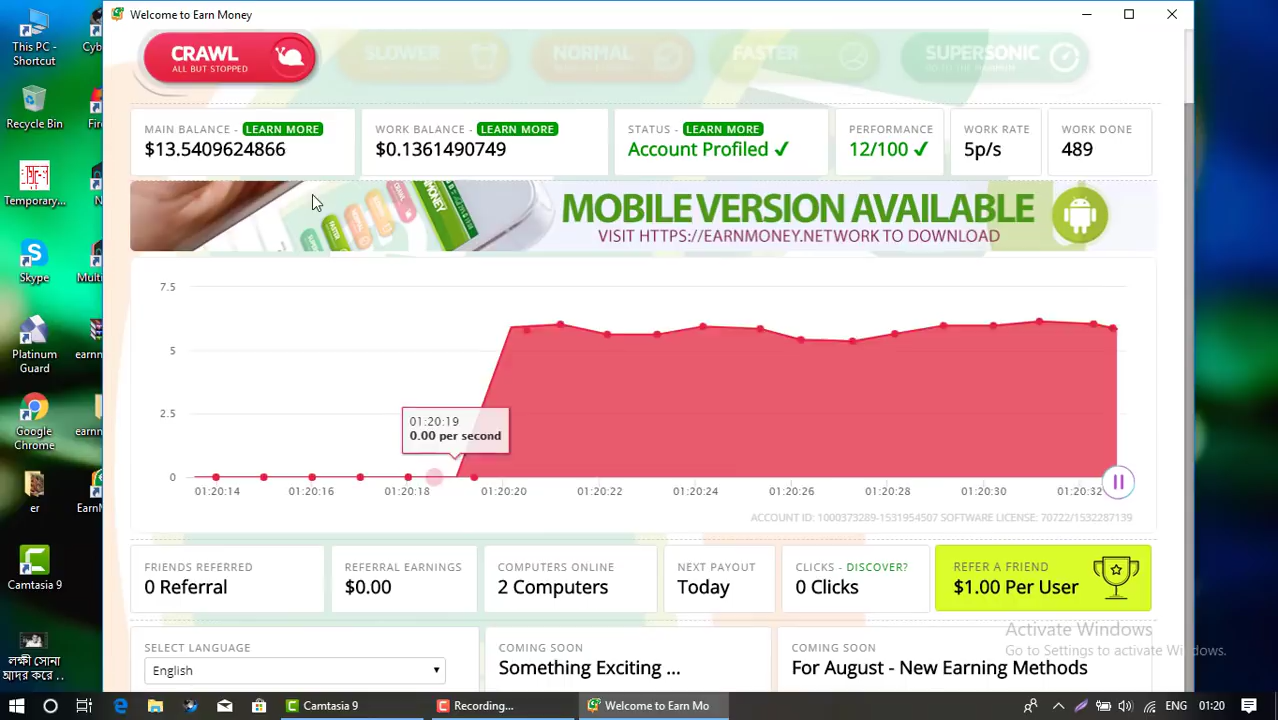 Welcome to Earn Money
This PC -
Shortcut
Recycle Bin
Temporary...
Skype
Platinum
Guard
Google
Chrome
er
Camtasia 9
লক্ষী সোনা
আদর করে ...
CRAWL
ALL BUT STOPPED
SLOWER
NORMAL
FASTER
SUPERSONIC
MAIN BALANCE - LEARN MORE
$13.5409624866
WORK BALANCE - LEARN MORE
$0.1361490749
STATUS - LEARN MORE
Account Profiled ✓
PERFORMANCE
12/100 ✓
WORK RATE
5p/s
WORK DONE
489
MOBILE VERSION AVAILABLE
VISIT HTTPS://EARNMONEY.NETWORK TO DOWNLOAD
7.5
5
2.5
0
01:20:19
0.00 per second
01:20:14 01:20:16 01:20:18 01:20:20 01:20:22 01:20:24 01:20:26 01:20:28 01:20:30 01:20:32
ACCOUNT ID: 1000373289-1531954507 SOFTWARE LICENSE: 70722/1532287139
FRIENDS REFERRED
0 Referral
REFERRAL EARNINGS
$0.00
COMPUTERS ONLINE
2 Computers
NEXT PAYOUT
Today
CLICKS - DISCOVER?
0 Clicks
REFER A FRIEND
$1.00 Per User
SELECT LANGUAGE
English
COMING SOON
Something Exciting ...
COMING SOON
For August - New Earning Methods
Activate Windows
Go to Settings to activate Windows.
Camtasia 9
Recording...
Welcome to Earn Mo
ENG
01:20